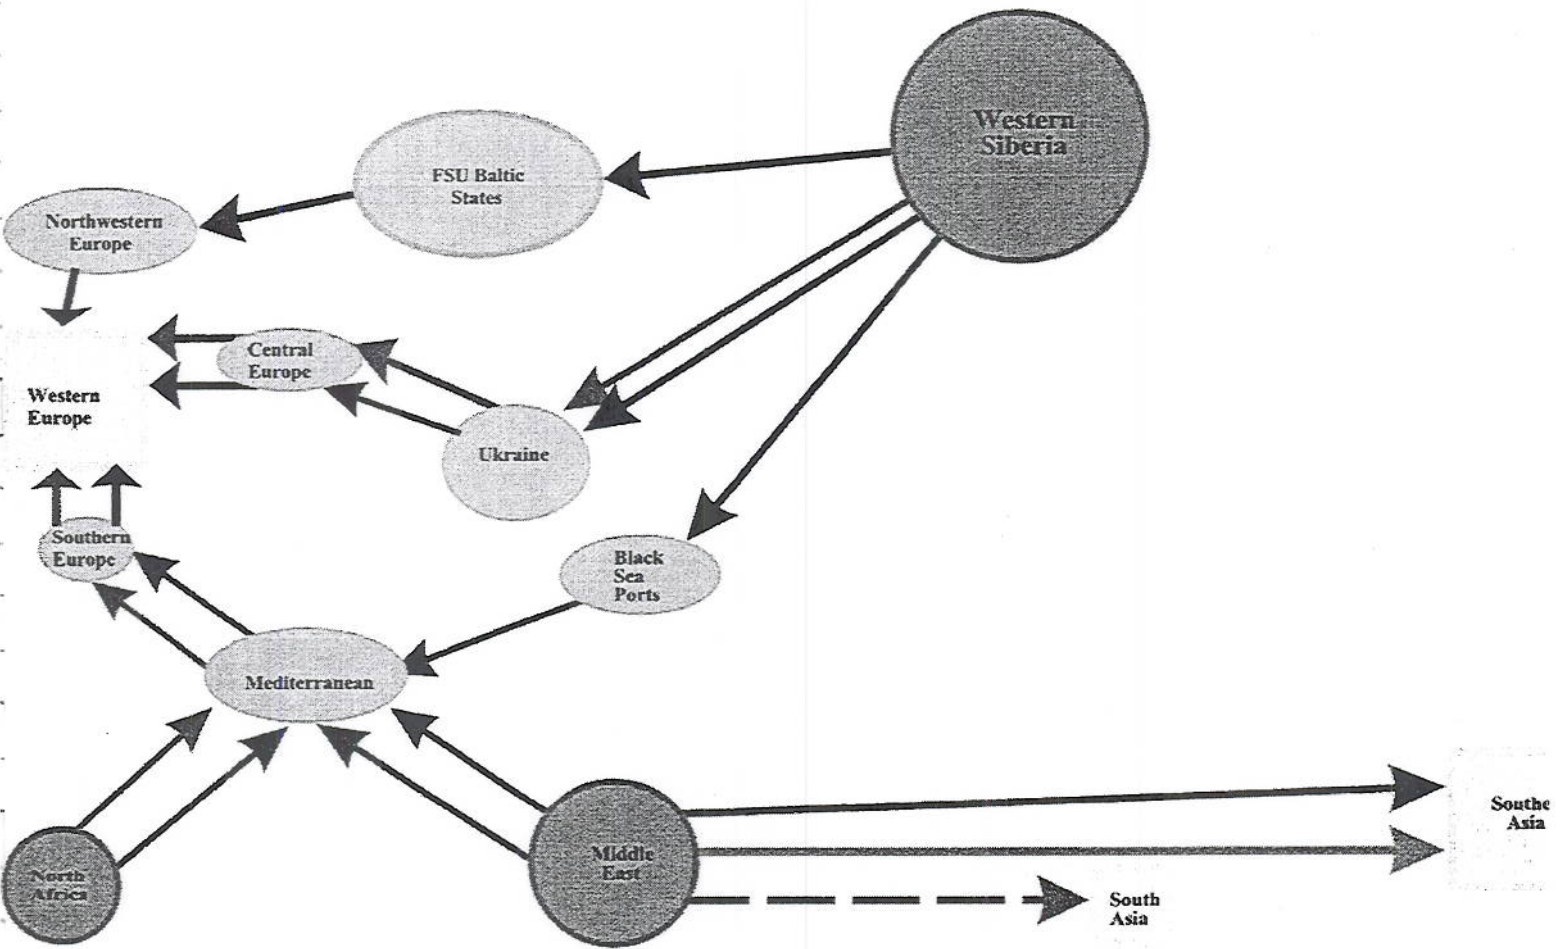 Western
Siberia
FSU Baltic
States
Northwestern
Europe
Central
Europe
Western
Europe
Ukraine
Southern
Europe
Black
Sea
Ports
Mediterranean
Southe
Asia
Middle
East
North
Africa
South
Asia